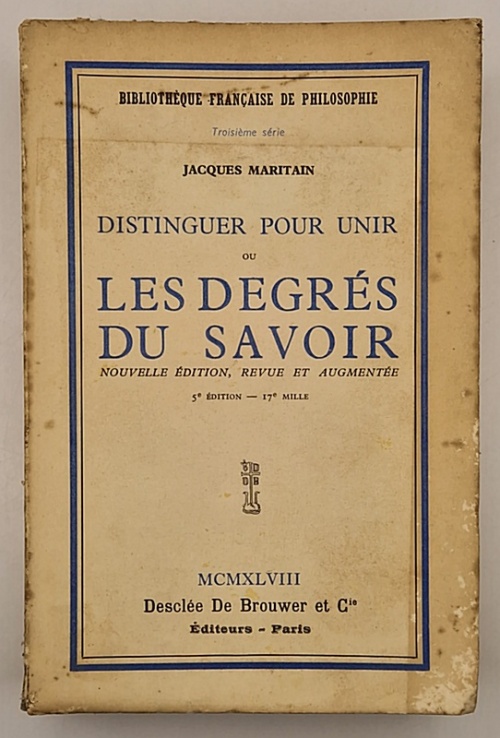 BIBLIOTHÈQUE FRANÇAISE DE PHILOSOPHIE
Troisième série
JACQUES MARITAIN
DISTINGUER POUR UNIR
OU
LES DEGRÉS
DU SAVOIR
NOUVELLE ÉDITION, REVUE ET AUGMENTÉE
5e ÉDITION — 17e MILLE
D D B
MCMXLVIII
Desclée De Brouwer et Cie
Éditeurs - Paris